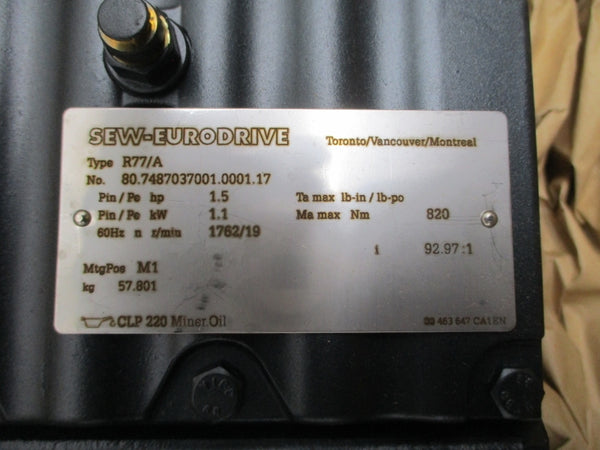 SEW-EURODRIVE Toronto/Vancouver/Montreal
Type R77/A
No. 80.7487037001.0001.17
Pin/Pe hp 1.5 Ta max lb-in / lb-po
Pin/Pe kW 1.1 Ma max Nm 820
60Hz n r/min 1762/19
i 92.97:1
MtgPos M1
kg 57.801
CLP 220 Miner.Oil 463 647 CA1EN